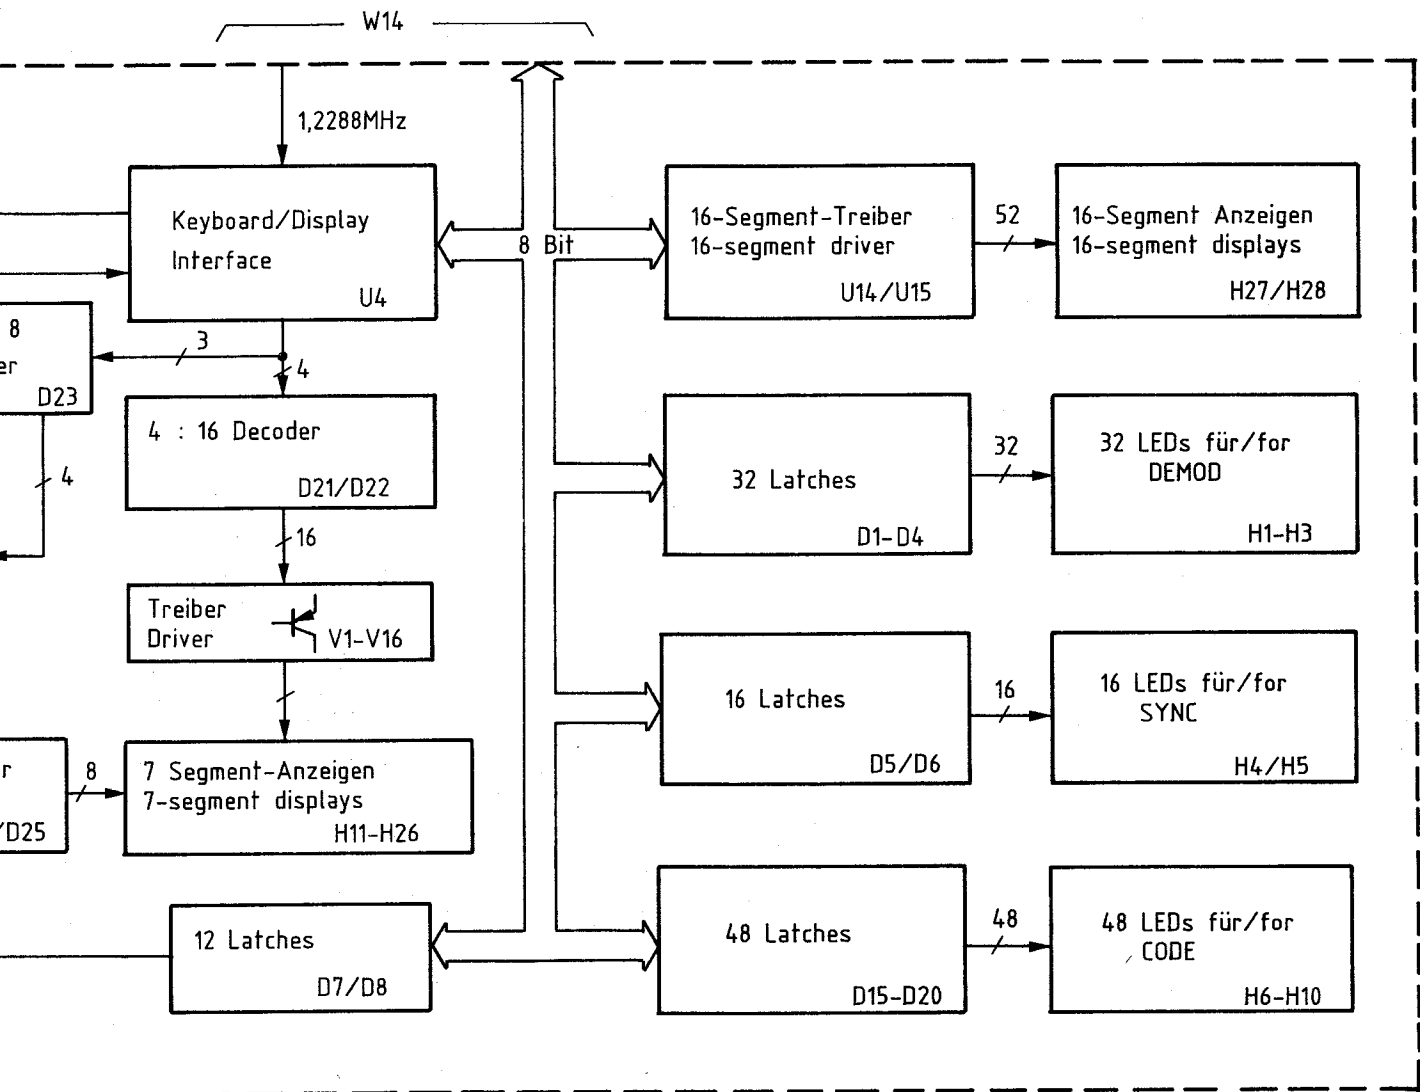 W14
1,2288MHz
Keyboard/Display
Interface
U4
8 Bit
16-Segment-Treiber
16-segment driver
U14/U15
52
16-Segment Anzeigen
16-segment displays
H27/H28
8
er
D23
3
4
4
4 : 16 Decoder
D21/D22
32 Latches
D1-D4
32
32 LEDs für/for
DEMOD
H1-H3
16
Treiber
Driver
V1-V16
16 Latches
D5/D6
16
16 LEDs für/for
SYNC
H4/H5
r
/D25
8
7 Segment-Anzeigen
7-segment displays
H11-H26
12 Latches
D7/D8
48 Latches
D15-D20
48
48 LEDs für/for
CODE
H6-H10